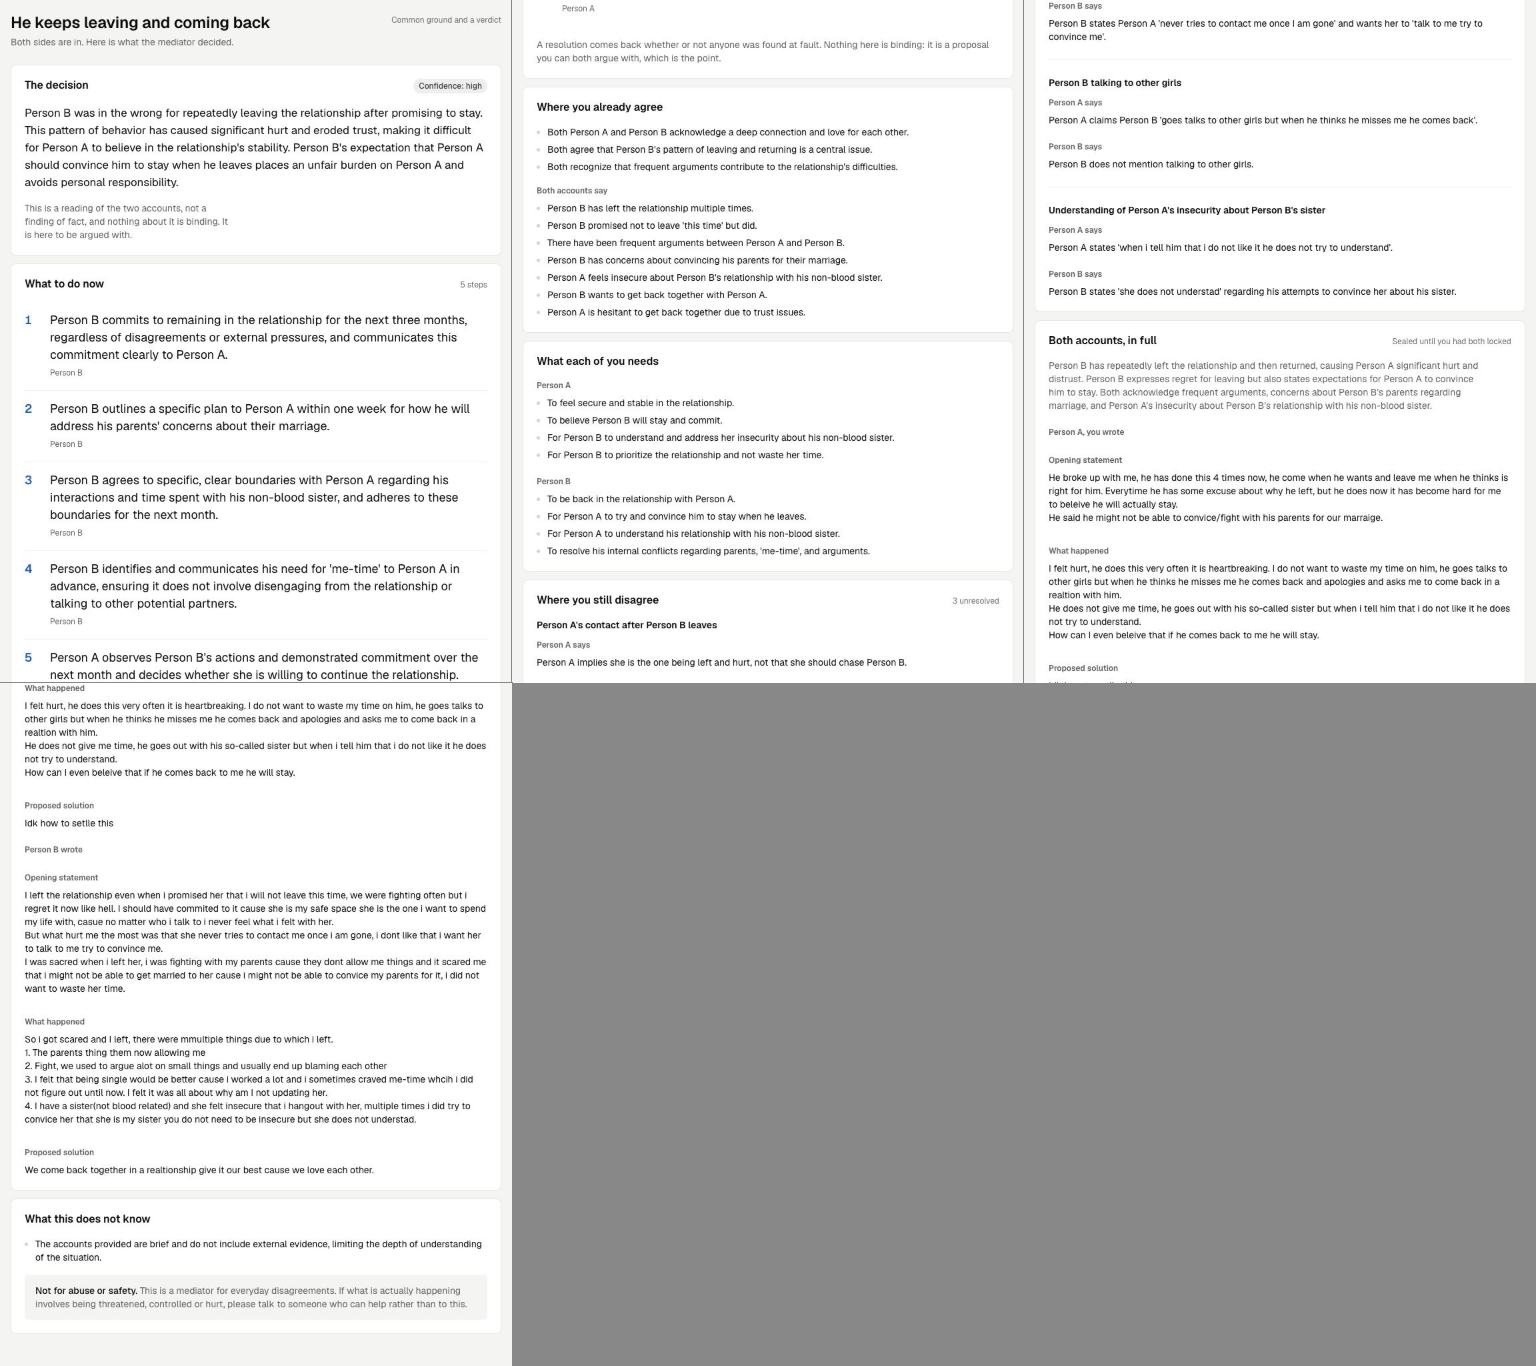 He keeps leaving and coming back
Common ground and a verdict
Both sides are in. Here is what the mediator decided.
The decision
Confidence: high
Person B was in the wrong for repeatedly leaving the relationship after promising to stay.
This pattern of behavior has caused significant hurt and eroded trust, making it difficult
for Person A to believe in the relationship's stability. Person B's expectation that Person A
should convince him to stay when he leaves places an unfair burden on Person A and
avoids personal responsibility.
This is a reading of the two accounts, not a
finding of fact, and nothing about it is binding. It
is here to be argued with.
What to do now
5 steps
1 Person B commits to remaining in the relationship for the next three months,
regardless of disagreements or external pressures, and communicates this
commitment clearly to Person A.
Person B
2 Person B outlines a specific plan to Person A within one week for how he will
address his parents' concerns about their marriage.
Person B
3 Person B agrees to specific, clear boundaries with Person A regarding his
interactions and time spent with his non-blood sister, and adheres to these
boundaries for the next month.
Person B
4 Person B identifies and communicates his need for 'me-time' to Person A in
advance, ensuring it does not involve disengaging from the relationship or
talking to other potential partners.
Person B
5 Person A observes Person B's actions and demonstrated commitment over the
next month and decides whether she is willing to continue the relationship.
Person A
A resolution comes back whether or not anyone was found at fault. Nothing here is binding: it is a proposal
you can both argue with, which is the point.
Where you already agree
Both Person A and Person B acknowledge a deep connection and love for each other.
Both agree that Person B's pattern of leaving and returning is a central issue.
Both recognize that frequent arguments contribute to the relationship's difficulties.
Both accounts say
Person B has left the relationship multiple times.
Person B promised not to leave 'this time' but did.
There have been frequent arguments between Person A and Person B.
Person B has concerns about convincing his parents for their marriage.
Person A feels insecure about Person B's relationship with his non-blood sister.
Person B wants to get back together with Person A.
Person A is hesitant to get back together due to trust issues.
What each of you needs
Person A
To feel secure and stable in the relationship.
To believe Person B will stay and commit.
For Person B to understand and address her insecurity about his non-blood sister.
For Person B to prioritize the relationship and not waste her time.
Person B
To be back in the relationship with Person A.
For Person A to try and convince him to stay when he leaves.
For Person A to understand his relationship with his non-blood sister.
To resolve his internal conflicts regarding parents, 'me-time', and arguments.
Where you still disagree
3 unresolved
Person A's contact after Person B leaves
Person A says
Person A implies she is the one being left and hurt, not that she should chase Person B.
Person B says
Person B states Person A 'never tries to contact me once I am gone' and wants her to 'talk to me try to
convince me'.
Person B talking to other girls
Person A says
Person A claims Person B 'goes talks to other girls but when he thinks he misses me he comes back'.
Person B says
Person B does not mention talking to other girls.
Understanding of Person A's insecurity about Person B's sister
Person A says
Person A states 'when i tell him that i do not like it he does not try to understand'.
Person B says
Person B states 'she does not understad' regarding his attempts to convince her about his sister.
Both accounts, in full
Sealed until you had both locked
Person B has repeatedly left the relationship and then returned, causing Person A significant hurt and
distrust. Person B expresses regret for leaving but also states expectations for Person A to convince
him to stay. Both acknowledge frequent arguments, concerns about Person B's parents regarding
marriage, and Person A's insecurity about Person B's relationship with his non-blood sister.
Person A, you wrote
Opening statement
He broke up with me, he has done this 4 times now, he come when he wants and leave me when he thinks is
right for him. Everytime he has some excuse about why he left, but he does now it has become hard for me
to beleive he will actually stay.
He said he might not be able to convice/fight with his parents for our marraige.
What happened
I felt hurt, he does this very often it is heartbreaking. I do not want to waste my time on him, he goes talks to
other girls but when he thinks he misses me he comes back and apologies and asks me to come back in a
realtion with him.
He does not give me time, he goes out with his so-called sister but when i tell him that i do not like it he does
not try to understand.
How can I even beleive that if he comes back to me he will stay.
Proposed solution
What happened
I felt hurt, he does this very often it is heartbreaking. I do not want to waste my time on him, he goes talks to
other girls but when he thinks he misses me he comes back and apologies and asks me to come back in a
realtion with him.
He does not give me time, he goes out with his so-called sister but when i tell him that i do not like it he does
not try to understand.
How can I even beleive that if he comes back to me he will stay.
Proposed solution
Idk how to setlle this
Person B wrote
Opening statement
I left the relationship even when i promised her that i will not leave this time, we were fighting often but i
regret it now like hell. I should have commited to it cause she is my safe space she is the one i want to spend
my life with, casue no matter who i talk to i never feel what i felt with her.
But what hurt me the most was that she never tries to contact me once i am gone, i dont like that i want her
to talk to me try to convince me.
I was sacred when i left her, i was fighting with my parents cause they dont allow me things and it scared me
that i might not be able to get married to her cause i might not be able to convice my parents for it, i did not
want to waste her time.
What happened
So i got scared and I left, there were mmultiple things due to which i left.
1. The parents thing them now allowing me
2. Fight, we used to argue alot on small things and usually end up blaming each other
3. I felt that being single would be better cause i worked a lot and i sometimes craved me-time whcih i did
not figure out until now. I felt it was all about why am I not updating her.
4. I have a sister(not blood related) and she felt insecure that i hangout with her, multiple times i did try to
convice her that she is my sister you do not need to be insecure but she does not understad.
Proposed solution
We come back together in a realtionship give it our best cause we love each other.
What this does not know
The accounts provided are brief and do not include external evidence, limiting the depth of understanding
of the situation.
Not for abuse or safety. This is a mediator for everyday disagreements. If what is actually happening
involves being threatened, controlled or hurt, please talk to someone who can help rather than to this.